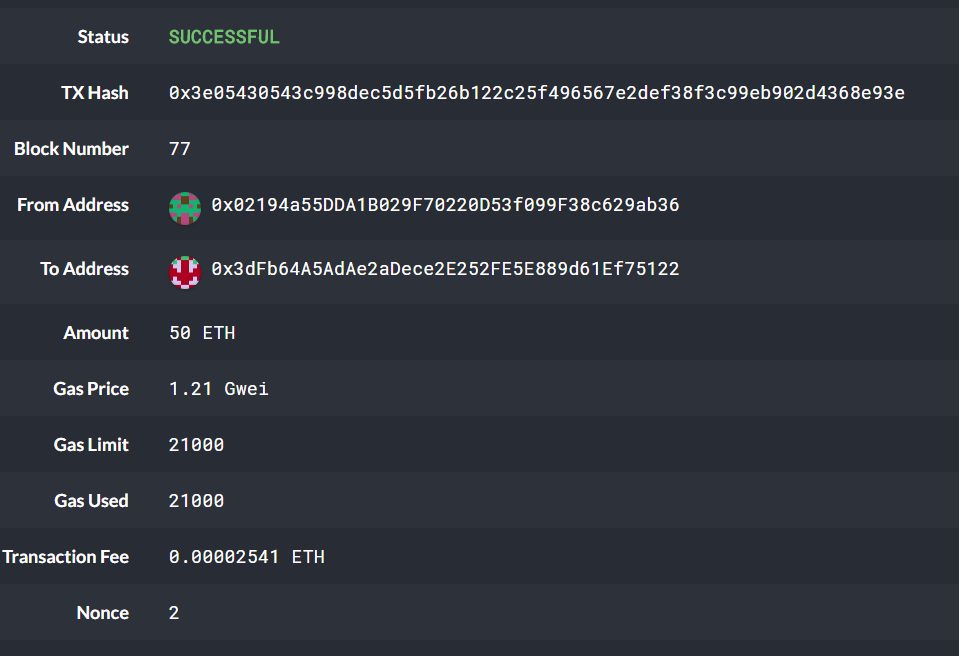 Status SUCCESSFUL
TX Hash 0x3e05430543c998dec5d5fb26b122c25f496567e2def38f3c99eb902d4368e93e
Block Number 77
From Address 0x02194a55DDA1B029F70220D53f099F38c629ab36
To Address 0x3dFb64A5AdAe2aDece2E252FE5E889d61Ef75122
Amount 50 ETH
Gas Price 1.21 Gwei
Gas Limit 21000
Gas Used 21000
Transaction Fee 0.00002541 ETH
Nonce 2